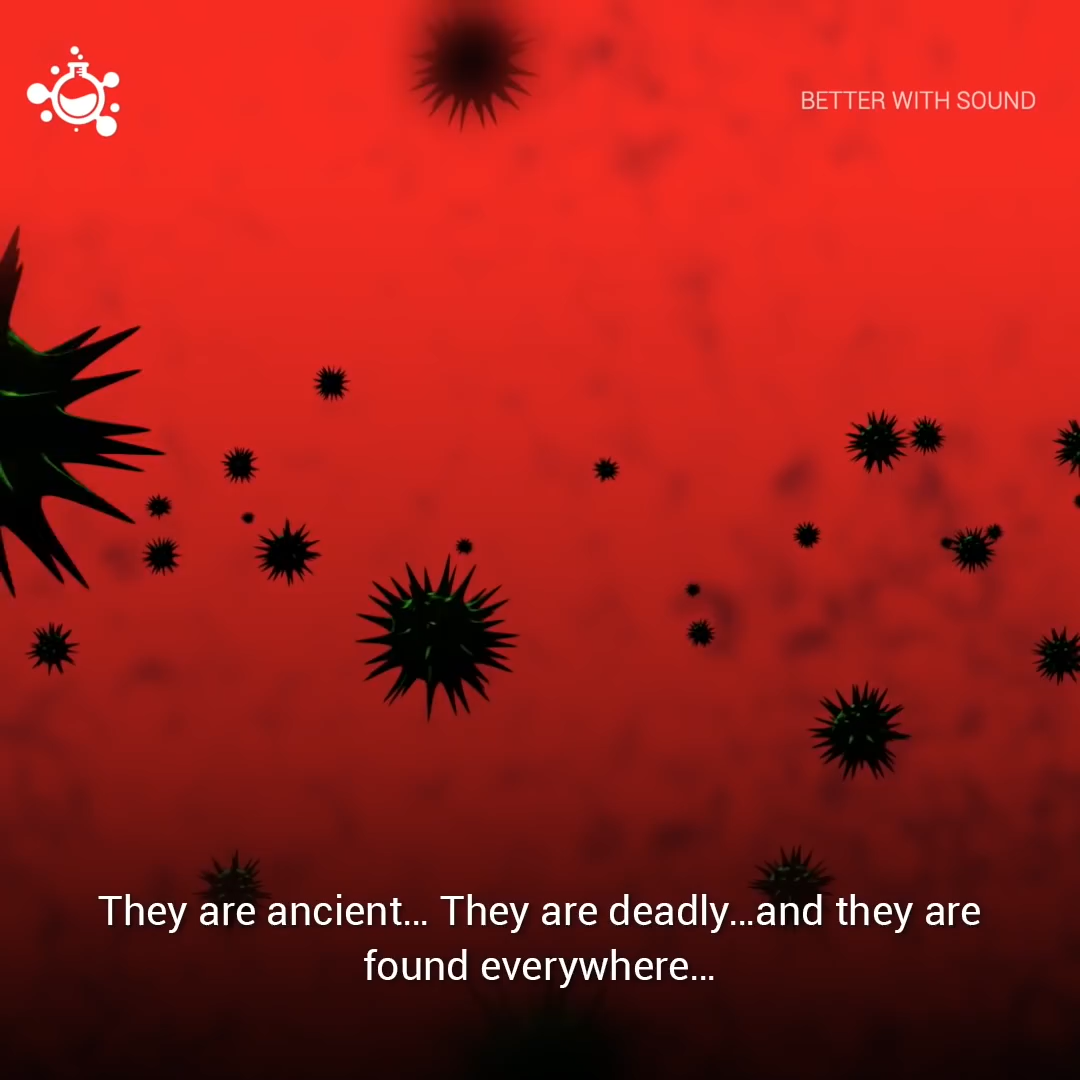 BETTER WITH SOUND
They are ancient... They are deadly...and they are
found everywhere...